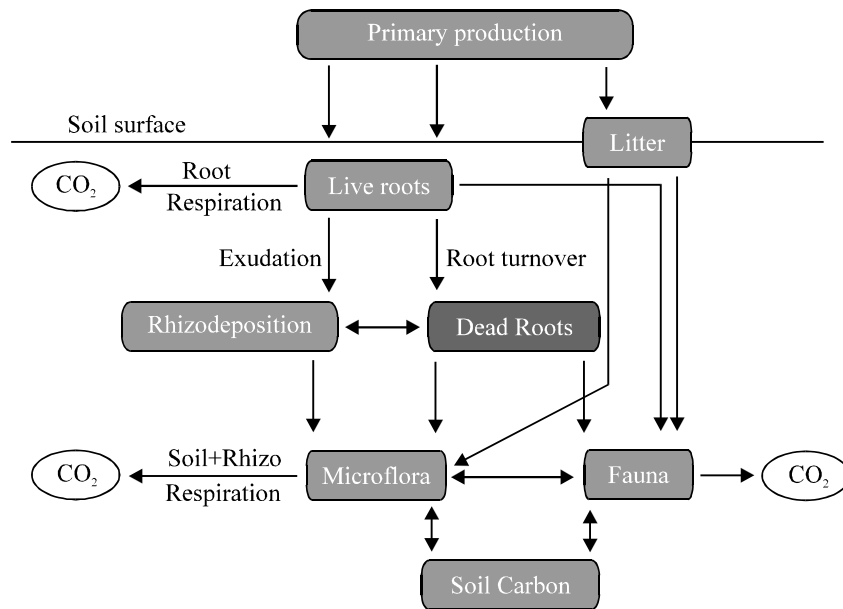 Primary production
Soil surface
Litter
CO₂
Root
Respiration
Live roots
Exudation
Root turnover
Rhizodeposition
Dead Roots
CO₂
Soil+Rhizo
Respiration
Microflora
Fauna
CO₂
Soil Carbon